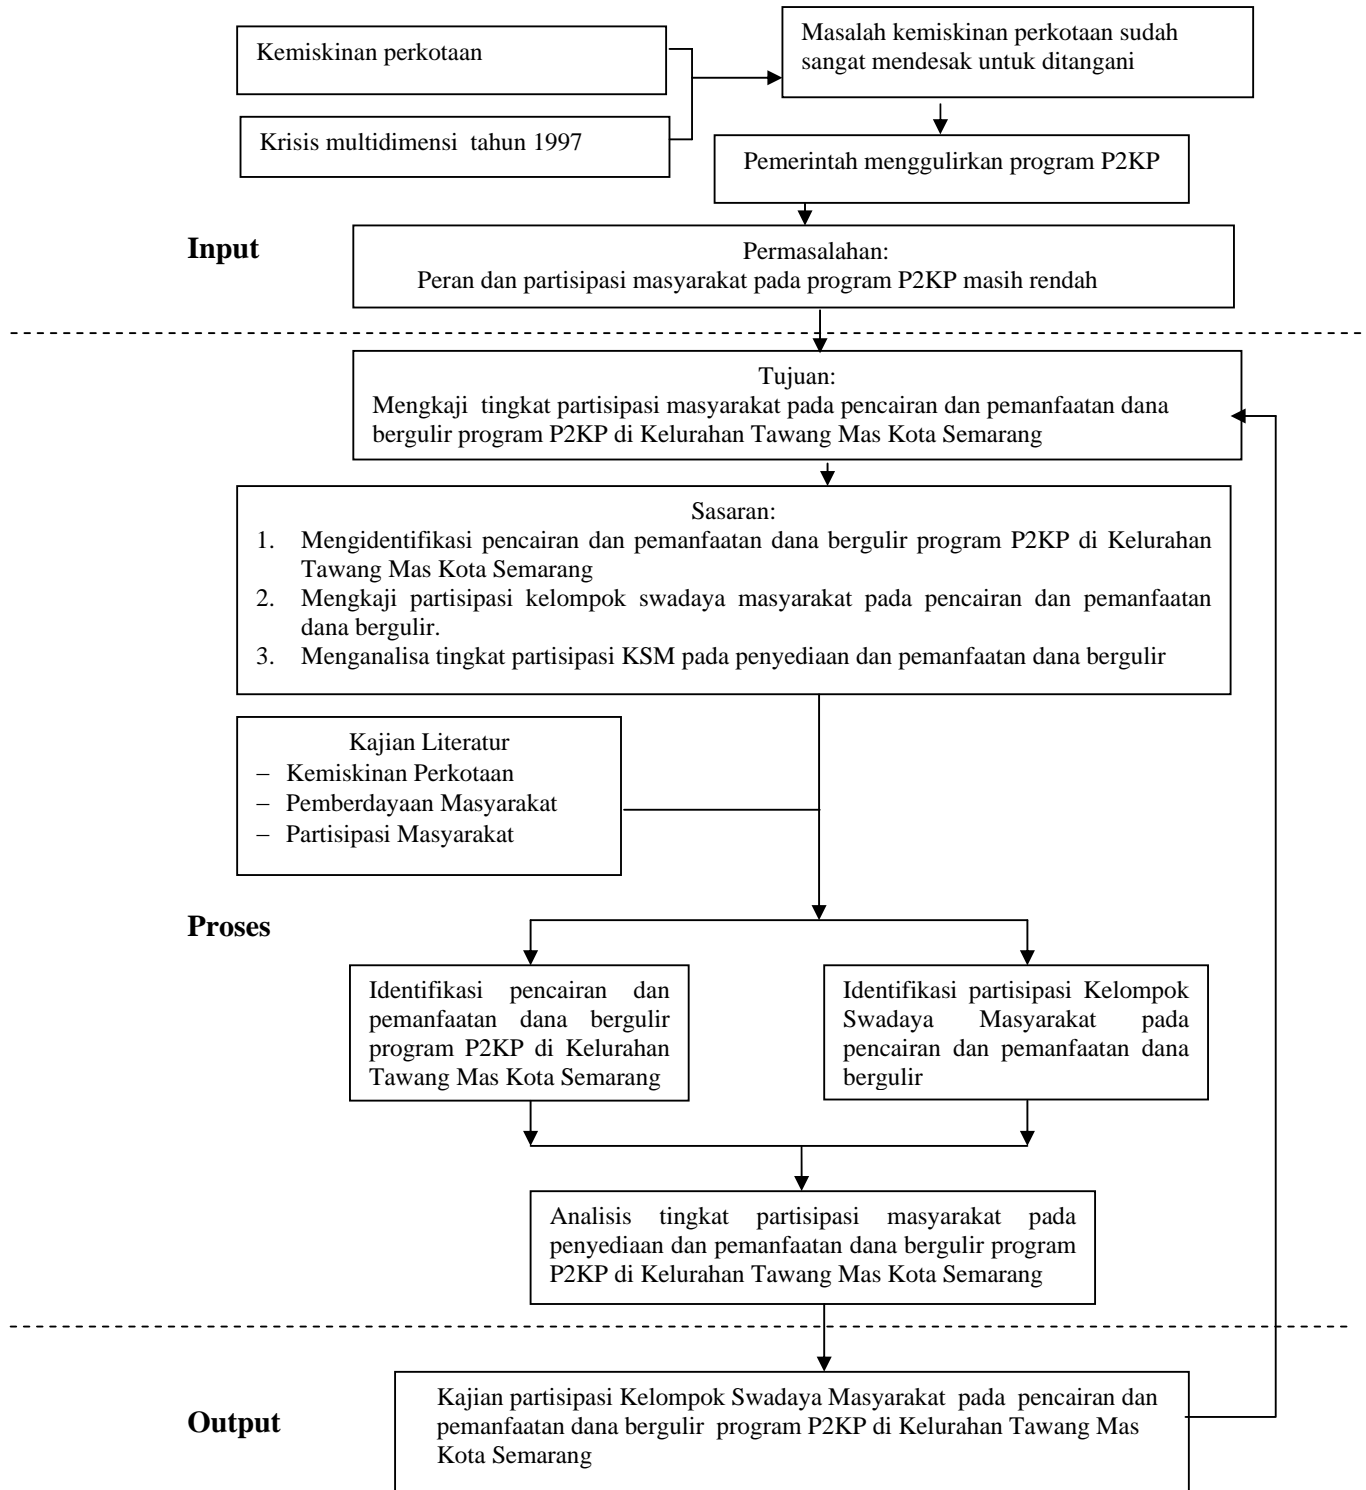 Kemiskinan perkotaan
Masalah kemiskinan perkotaan sudah
sangat mendesak untuk ditangani
Krisis multidimensi tahun 1997
Pemerintah menggulirkan program P2KP
Input
Permasalahan:
Peran dan partisipasi masyarakat pada program P2KP masih rendah
Tujuan:
Mengkaji tingkat partisipasi masyarakat pada pencairan dan pemanfaatan dana
bergulir program P2KP di Kelurahan Tawang Mas Kota Semarang
Sasaran:
1. Mengidentifikasi pencairan dan pemanfaatan dana bergulir program P2KP di Kelurahan
Tawang Mas Kota Semarang
2. Mengkaji partisipasi kelompok swadaya masyarakat pada pencairan dan pemanfaatan
dana bergulir.
3. Menganalisa tingkat partisipasi KSM pada penyediaan dan pemanfaatan dana bergulir
Kajian Literatur
– Kemiskinan Perkotaan
– Pemberdayaan Masyarakat
– Partisipasi Masyarakat
Proses
Identifikasi pencairan dan
pemanfaatan dana bergulir
program P2KP di Kelurahan
Tawang Mas Kota Semarang
Identifikasi partisipasi Kelompok
Swadaya Masyarakat pada
pencairan dan pemanfaatan dana
bergulir
Analisis tingkat partisipasi masyarakat pada
penyediaan dan pemanfaatan dana bergulir program
P2KP di Kelurahan Tawang Mas Kota Semarang
Output
Kajian partisipasi Kelompok Swadaya Masyarakat pada pencairan dan
pemanfaatan dana bergulir program P2KP di Kelurahan Tawang Mas
Kota Semarang